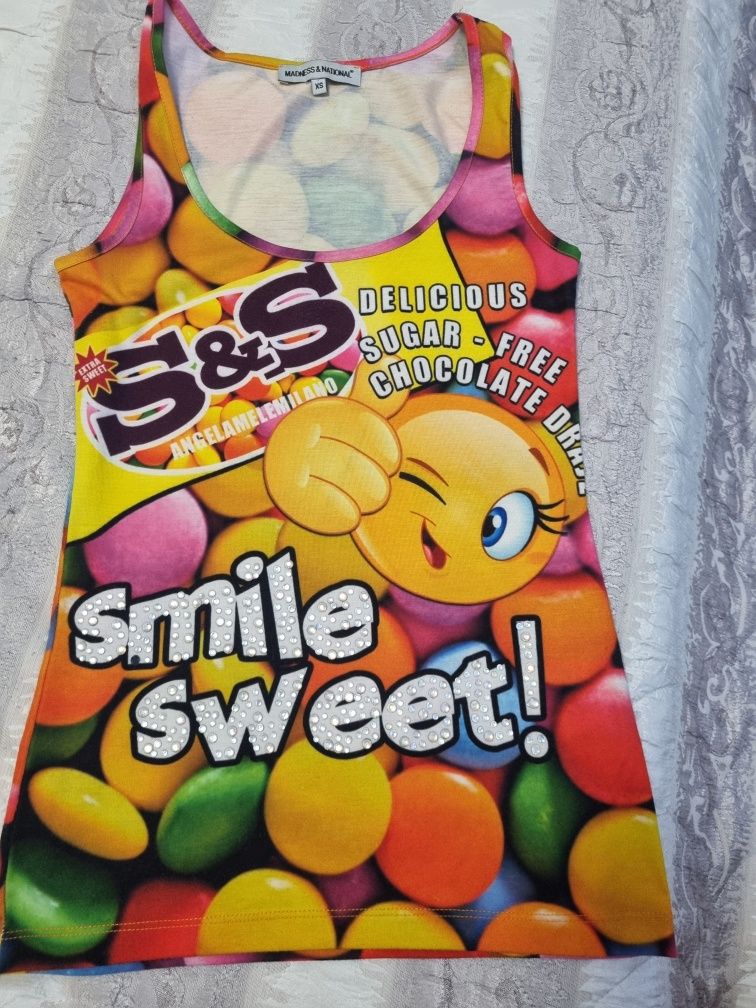 MADNESS & NATIONAL
XS
EXTRA
SWEET
S&S
ANGELAMELEMILANO
DELICIOUS
SUGAR - FREE
CHOCOLATE
smile
sweet!